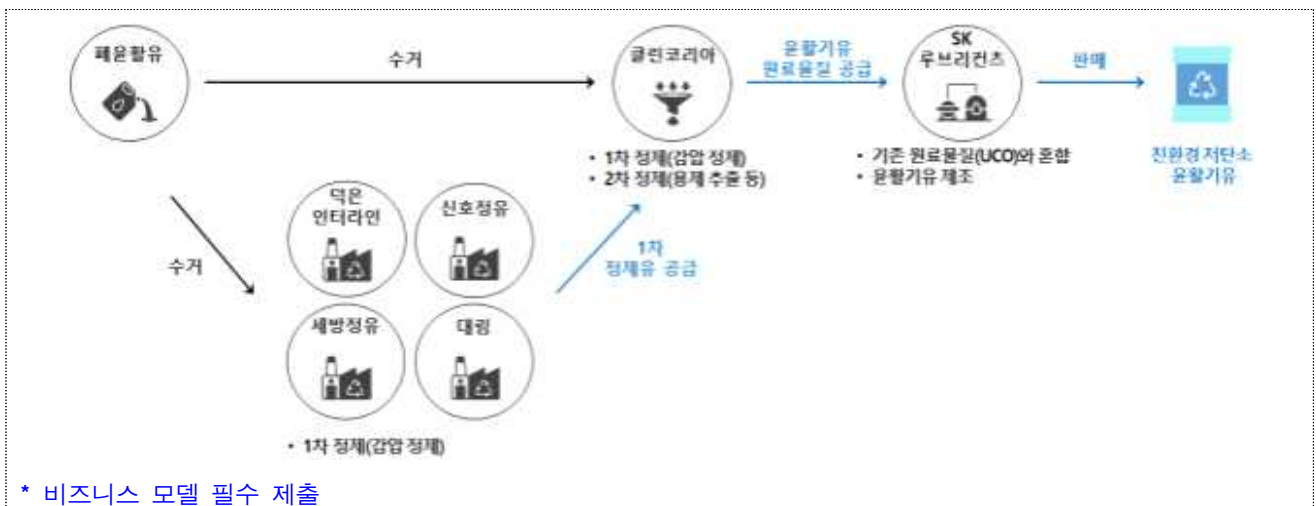 폐윤활유
수거
클린코리아
윤활기유
원료물질 공급
SK
루브리컨츠
판매
• 1차 정제(감압 정제)
• 2차 정제(용제 추출 등)
• 기존 원료물질(UCO)와 혼합
• 윤활기유 제조
친환경 저탄소
윤활기유
수거
덕은
인터라인
신호정유
세방정유
대림
1차
정제유 공급
• 1차 정제(감압 정제)
* 비즈니스 모델 필수 제출